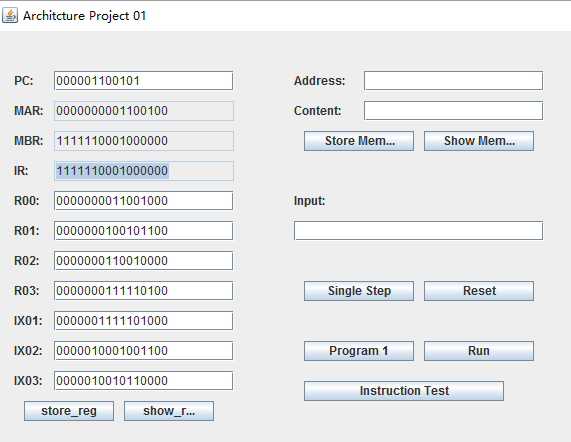 Architcture Project 01
PC: 000001100101 Address:
MAR: 0000000001100100 Content:
MBR: 1111110001000000 Store Mem... Show Mem...
IR: 1111110001000000
R00: 0000000011001000 Input:
R01: 0000000100101100
R02: 0000000110010000
R03: 0000000111110100 Single Step Reset
IX01: 0000001111101000
IX02: 0000010001001100 Program 1 Run
IX03: 0000010010110000 Instruction Test
store_reg show_r...